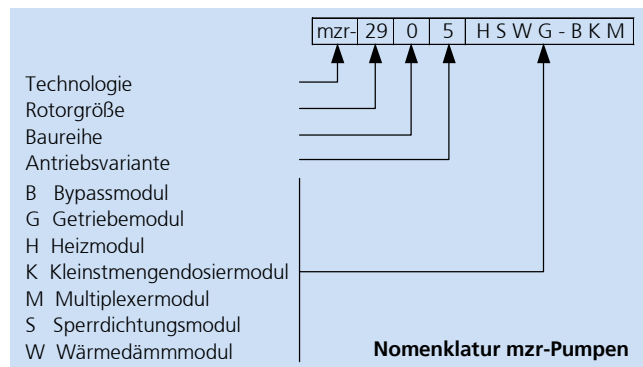 mzr- 29 0 5 H S W G - B K M
Technologie
Rotorgröße
Baureihe
Antriebsvariante
B Bypassmodul
G Getriebemodul
H Heizmodul
K Kleinstmengendosiermodul
M Multiplexermodul
S Sperrdichtungsmodul
W Wärmedämmmodul
Nomenklatur mzr-Pumpen